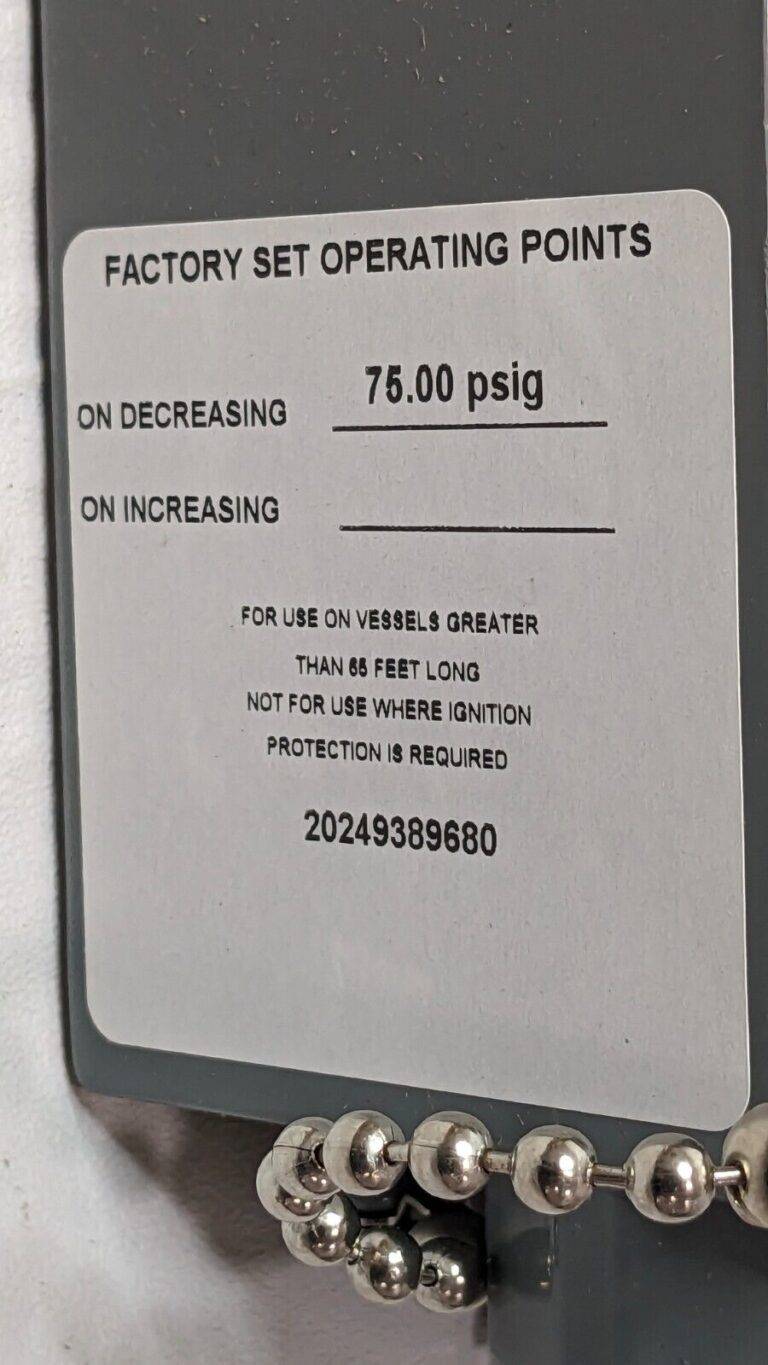 FACTORY SET OPERATING POINTS
ON DECREASING 75.00 psig
ON INCREASING
FOR USE ON VESSELS GREATER
THAN 65 FEET LONG
NOT FOR USE WHERE IGNITION
PROTECTION IS REQUIRED
20249389680